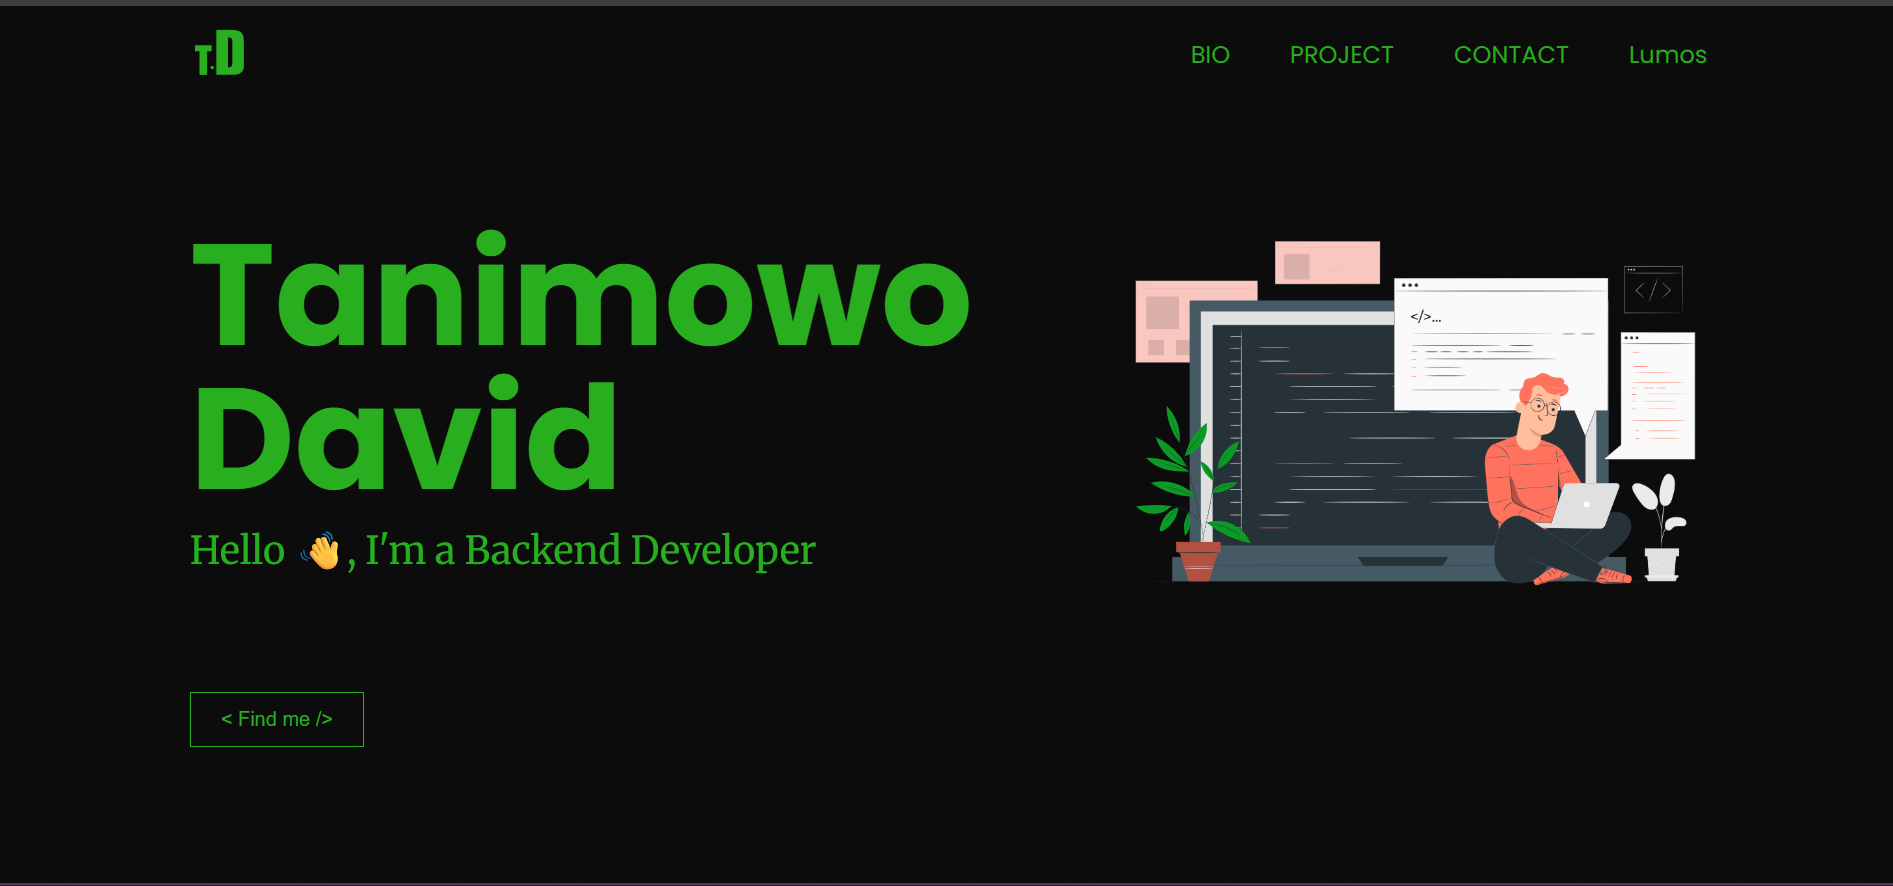 T.D
BIO PROJECT CONTACT Lumos
Tanimowo
David
Hello 👋, I'm a Backend Developer
< Find me />
</>...
</>